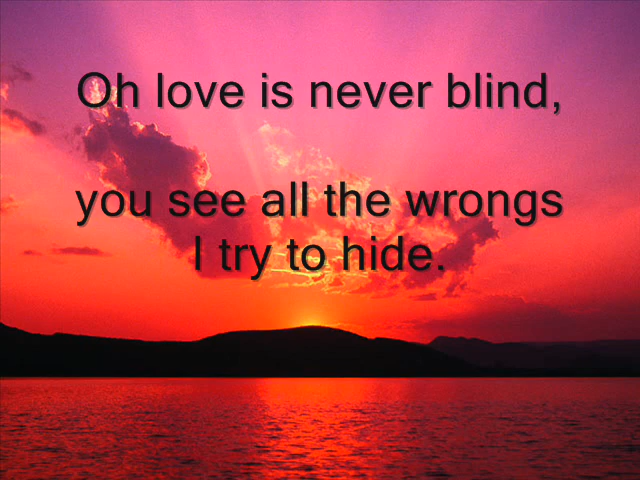 Oh love is never blind,
you see all the wrongs
I try to hide.